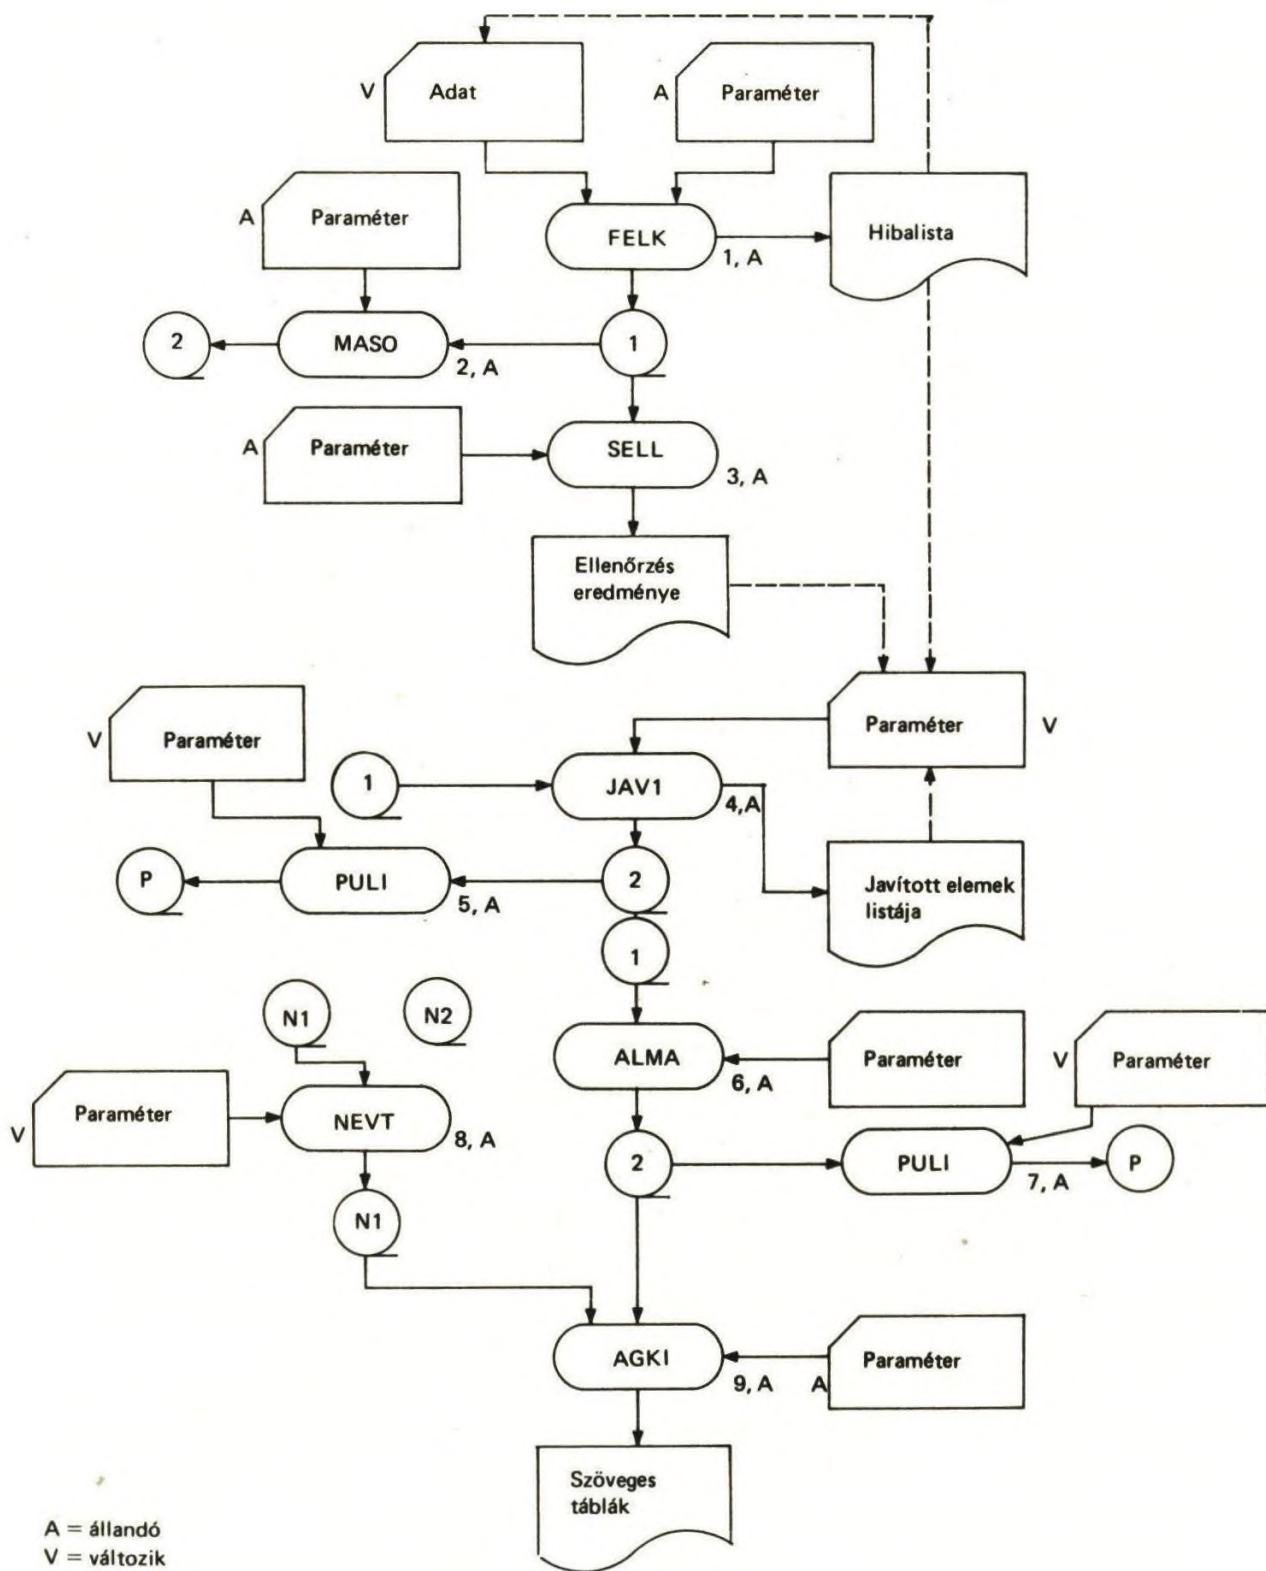 V
Adat
A
Paraméter
A
Paraméter
FELK
1, A
Hibalista
2
MASO
2, A
1
A
Paraméter
SELL
3, A
Ellenőrzés
eredménye
V
Paraméter
Paraméter
V
1
JAV1
4,A
P
PULI
5, A
2
Javított elemek
listája
1
N1
N2
ALMA
6, A
Paraméter
V
Paraméter
V
Paraméter
NEVT
8, A
2
PULI
7, A
P
N1
AGKI
9, A
A
Paraméter
Szöveges
táblák
A = állandó
V = változik